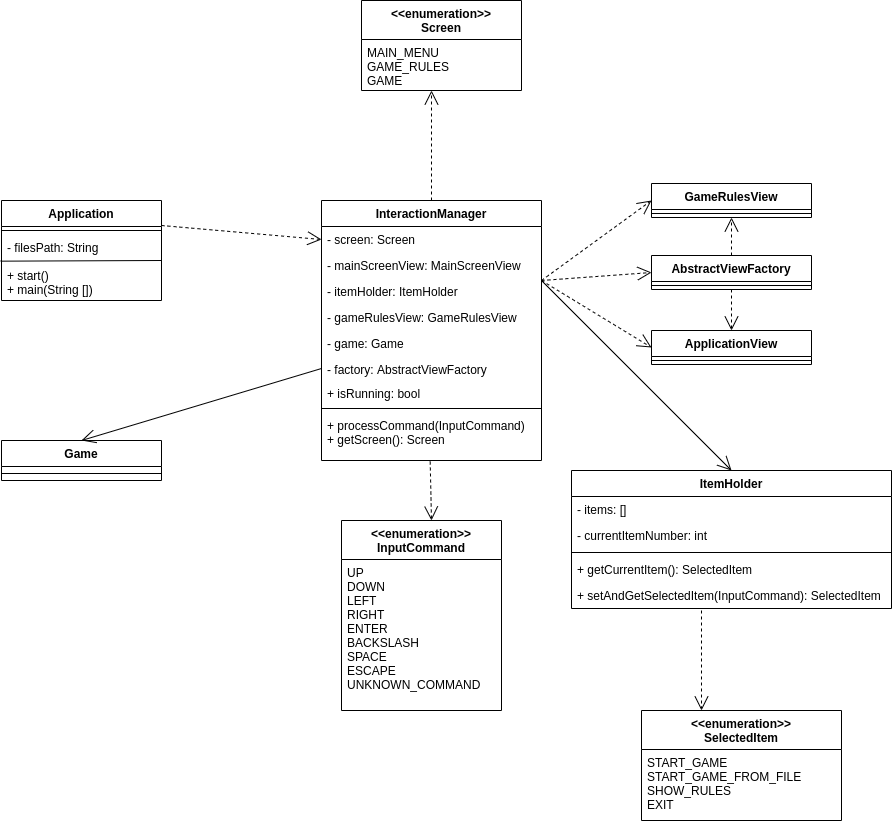 <<enumeration>>
Screen
MAIN_MENU
GAME_RULES
GAME
Application
- filesPath: String
+ start()
+ main(String [])
InteractionManager
- screen: Screen
- mainScreenView: MainScreenView
- itemHolder: ItemHolder
- gameRulesView: GameRulesView
- game: Game
- factory: AbstractViewFactory
+ isRunning: bool
+ processCommand(InputCommand)
+ getScreen(): Screen
GameRulesView
AbstractViewFactory
ApplicationView
Game
ItemHolder
- items: []
- currentItemNumber: int
+ getCurrentItem(): SelectedItem
+ setAndGetSelectedItem(InputCommand): SelectedItem
<<enumeration>>
InputCommand
UP
DOWN
LEFT
RIGHT
ENTER
BACKSLASH
SPACE
ESCAPE
UNKNOWN_COMMAND
<<enumeration>>
SelectedItem
START_GAME
START_GAME_FROM_FILE
SHOW_RULES
EXIT